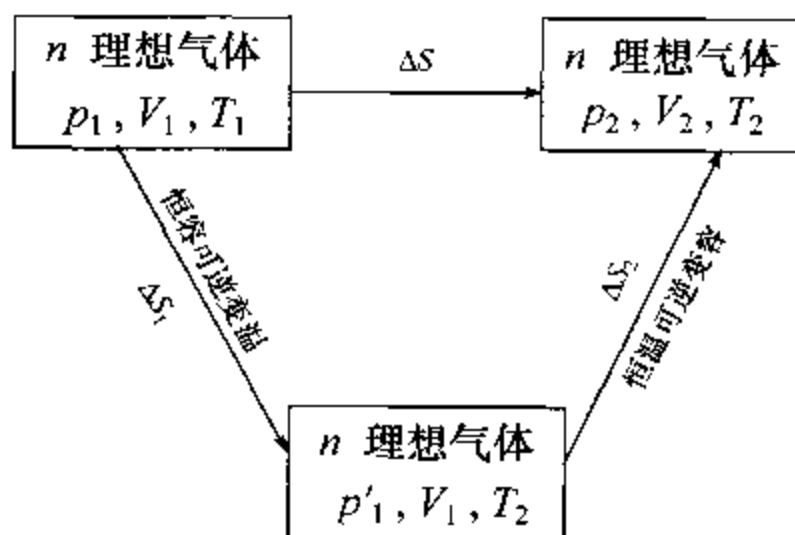 n 理想气体
p₁, V₁, T₁
ΔS
n 理想气体
p₂, V₂, T₂
恒容可逆变温
ΔS₁
ΔS₂
恒温可逆变容
n 理想气体
p'₁, V₁, T₂